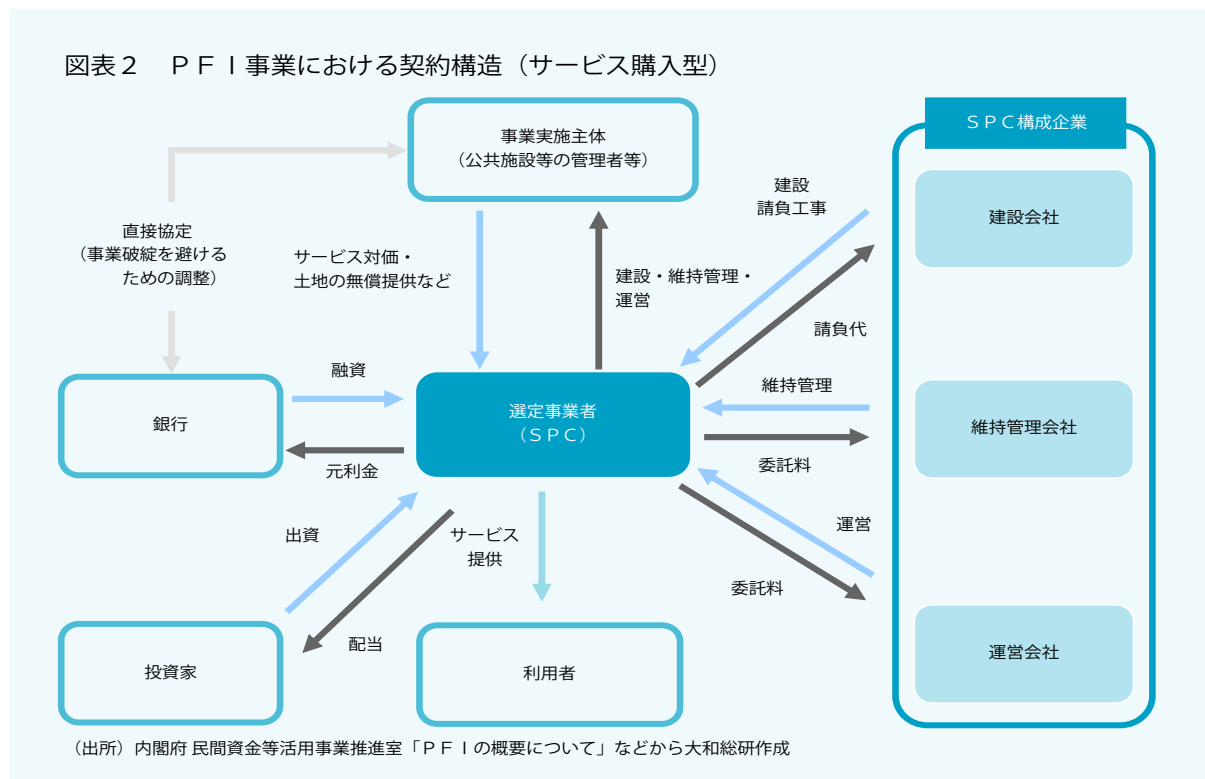 図表２　ＰＦＩ事業における契約構造（サービス購入型）
事業実施主体
（公共施設等の管理者等）
ＳＰＣ構成企業
建設
請負工事
建設会社
直接協定
（事業破綻を避ける
ための調整）
サービス対価・
土地の無償提供など
建設・維持管理・
運営
請負代
融資
維持管理
銀行
選定事業者
（ＳＰＣ）
維持管理会社
元利金
委託料
出資
サービス
提供
運営
委託料
配当
投資家
利用者
運営会社
（出所）内閣府 民間資金等活用事業推進室「ＰＦＩの概要について」などから大和総研作成